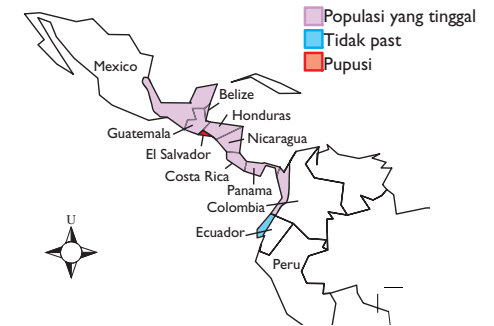 Populasi yang tinggal
Tidak past
Pupusi
Mexico
Belize
Honduras
Guatemala
Nicaragua
El Salvador
Costa Rica
Panama
Colombia
Ecuador
U
Peru